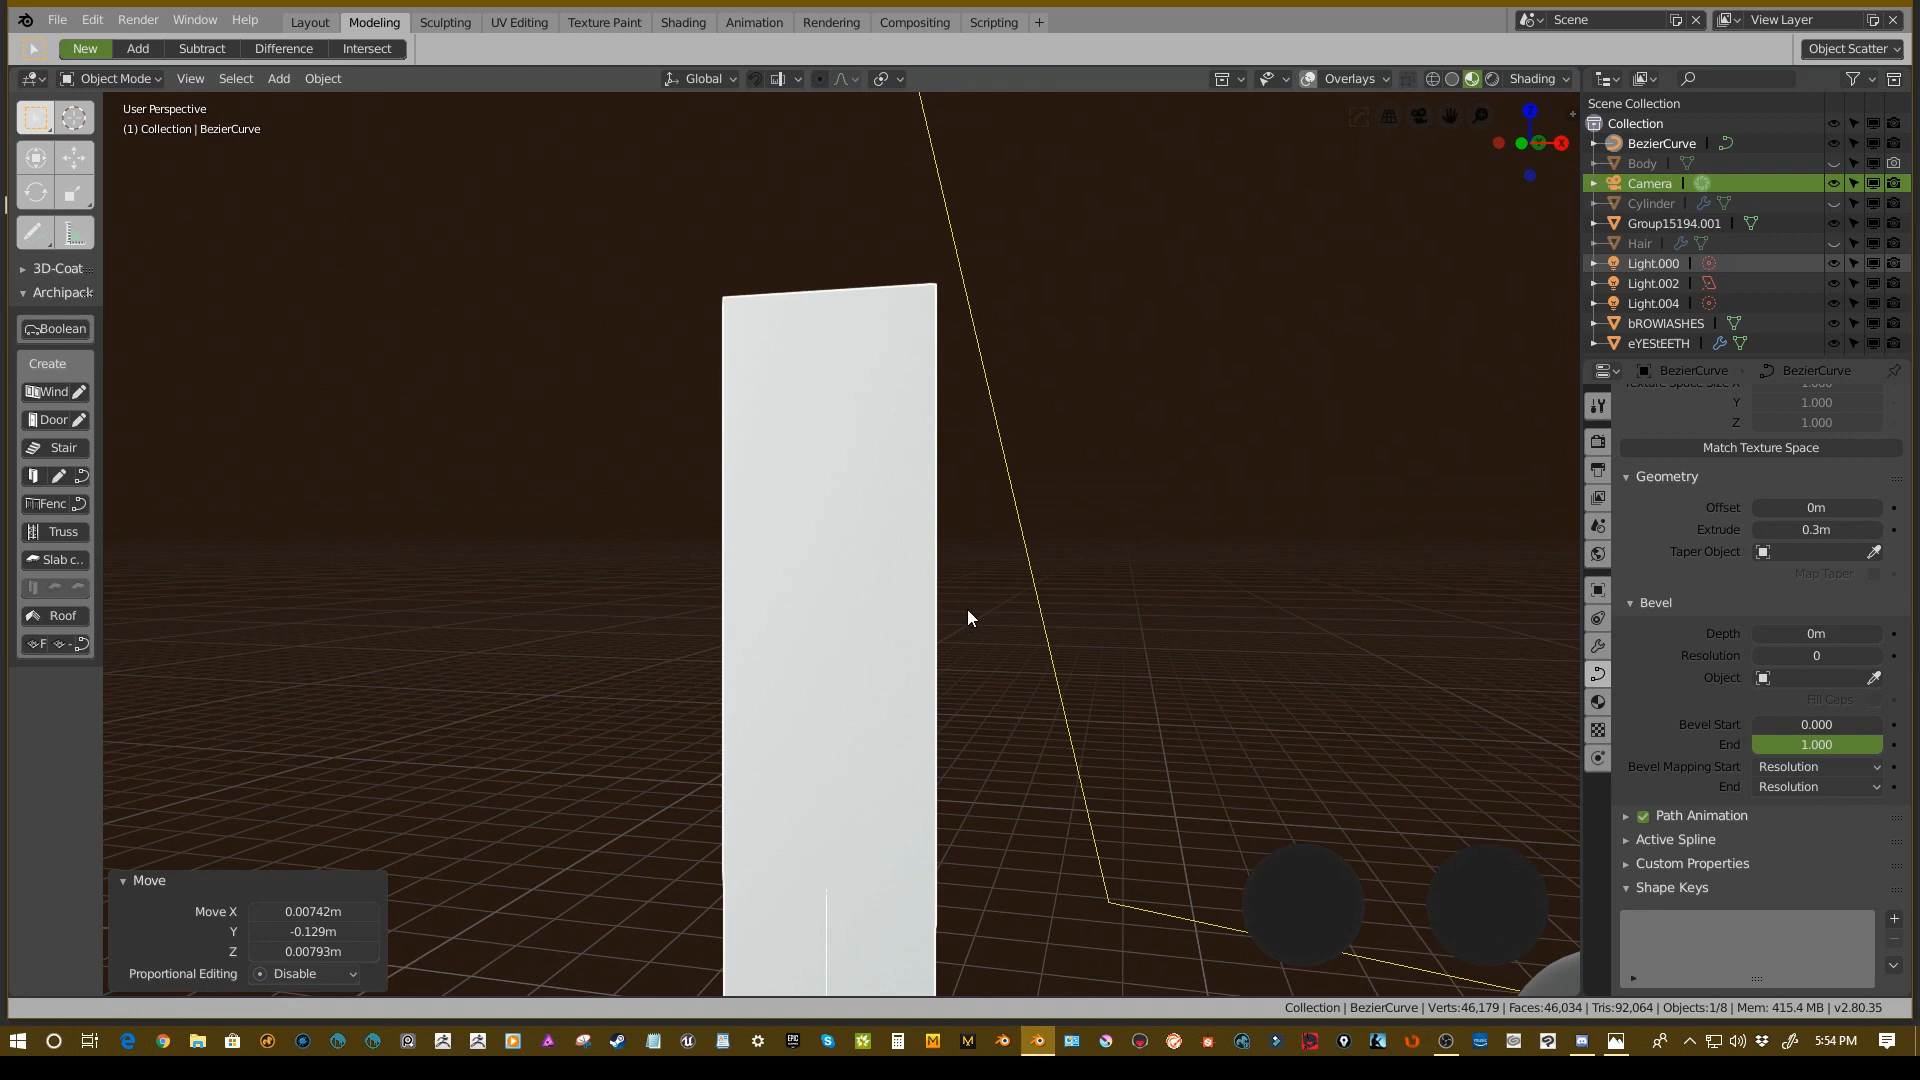 File Edit Render Window Help Layout Modeling Sculpting UV Editing Texture Paint Shading Animation Rendering Compositing Scripting + Scene View Layer
New Add Subtract Difference Intersect Object Scatter
Object Mode View Select Add Object Global Overlays Shading
User Perspective
(1) Collection | BezierCurve
Z
X
3D-Coat
Archipack
Boolean
Create
Wind
Door
Stair
Fenc
Truss
Slab c..
Roof
F
Move
Move X 0.00742m
Y -0.129m
Z 0.00793m
Proportional Editing Disable
Scene Collection
Collection
BezierCurve
Body
Camera
Cylinder
Group15194.001
Hair
Light.000
Light.002
Light.004
bROWlASHES
eYEStEETH
BezierCurve BezierCurve
Texture Space Size X 1.000
Y 1.000
Z 1.000
Match Texture Space
Geometry
Offset 0m
Extrude 0.3m
Taper Object
Map Taper
Bevel
Depth 0m
Resolution 0
Object
Fill Caps
Bevel Start 0.000
End 1.000
Bevel Mapping Start Resolution
End Resolution
Path Animation
Active Spline
Custom Properties
Shape Keys
Collection | BezierCurve | Verts:46,179 | Faces:46,034 | Tris:92,064 | Objects:1/8 | Mem: 415.4 MB | v2.80.35
5:54 PM